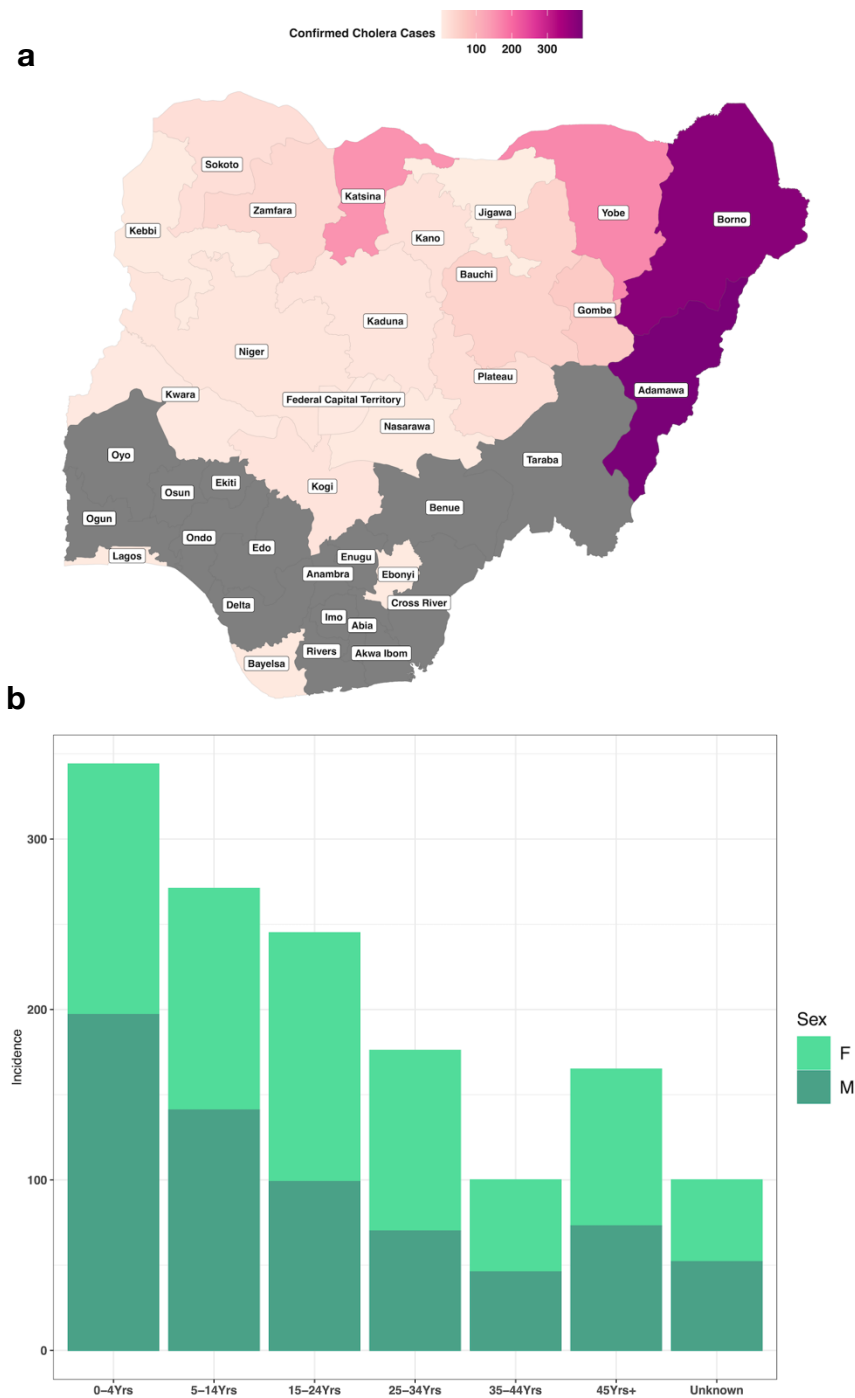 Confirmed Cholera Cases
100 200 300
a
Sokoto
Katsina
Zamfara
Jigawa
Yobe
Borno
Kebbi
Kano
Bauchi
Gombe
Kaduna
Niger
Plateau
Adamawa
Kwara
Federal Capital Territory
Nasarawa
Oyo
Taraba
Ekiti
Kogi
Osun
Benue
Ogun
Ondo
Edo
Lagos
Enugu
Anambra
Ebonyi
Delta
Cross River
Imo
Abia
Rivers
Akwa Ibom
Bayelsa
b
300
200
100
0
Incidence
Sex
F
M
0–4Yrs 5–14Yrs 15–24Yrs 25–34Yrs 35–44Yrs 45Yrs+ Unknown